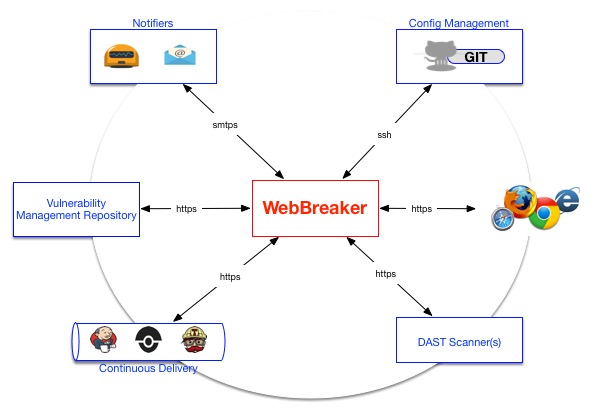 Notifiers
Config Management
@
GIT
smtps
ssh
Vulnerability
Management Repository
https
WebBreaker
https
https
https
Continuous Delivery
DAST Scanner(s)